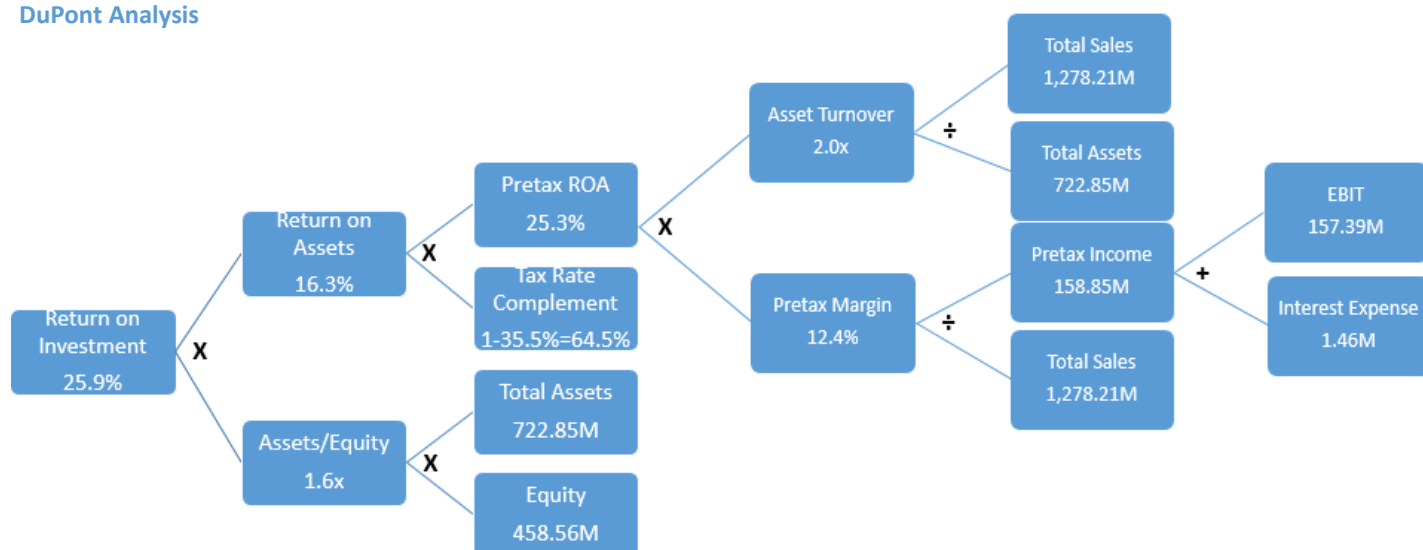 DuPont Analysis
Return on
Investment
25.9%
X
Return on
Assets
16.3%
X
Pretax ROA
25.3%
Tax Rate
Complement
1-35.5%=64.5%
Assets/Equity
1.6x
X
Total Assets
722.85M
Equity
458.56M
X
Asset Turnover
2.0x
÷
Total Sales
1,278.21M
Total Assets
722.85M
Pretax Margin
12.4%
÷
Pretax Income
158.85M
Total Sales
1,278.21M
+
EBIT
157.39M
Interest Expense
1.46M